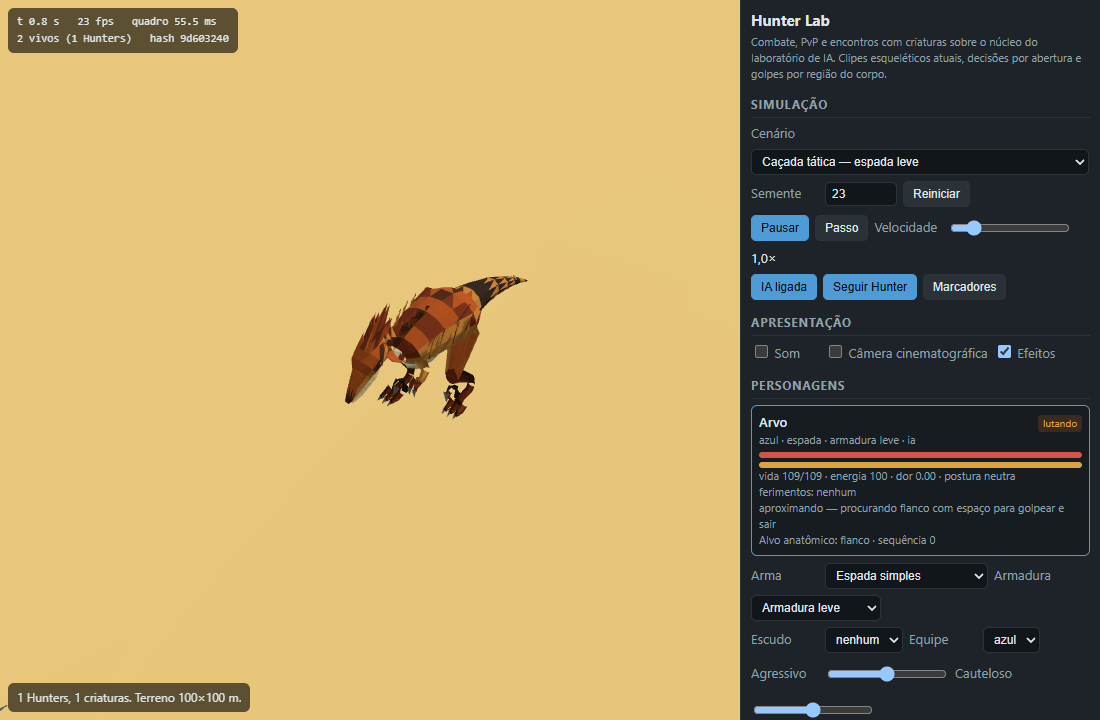 t 0.8 s   23 fps   quadro 55.5 ms
2 vivos (1 Hunters)   hash 9d603240
1 Hunters, 1 criaturas. Terreno 100×100 m.
Hunter Lab
Combate, PvP e encontros com criaturas sobre o núcleo do
laboratório de IA. Clipes esqueléticos atuais, decisões por abertura e
golpes por região do corpo.
SIMULAÇÃO
Cenário
Caçada tática — espada leve
Semente 23 Reiniciar
Pausar Passo Velocidade
1,0×
IA ligada Seguir Hunter Marcadores
APRESENTAÇÃO
Som Câmera cinematográfica Efeitos
PERSONAGENS
Arvo lutando
azul · espada · armadura leve · ia
vida 109/109 · energia 100 · dor 0.00 · postura neutra
ferimentos: nenhum
aproximando — procurando flanco com espaço para golpear e
sair
Alvo anatômico: flanco · sequência 0
Arma Espada simples Armadura
Armadura leve
Escudo nenhum Equipe azul
Agressivo Cauteloso